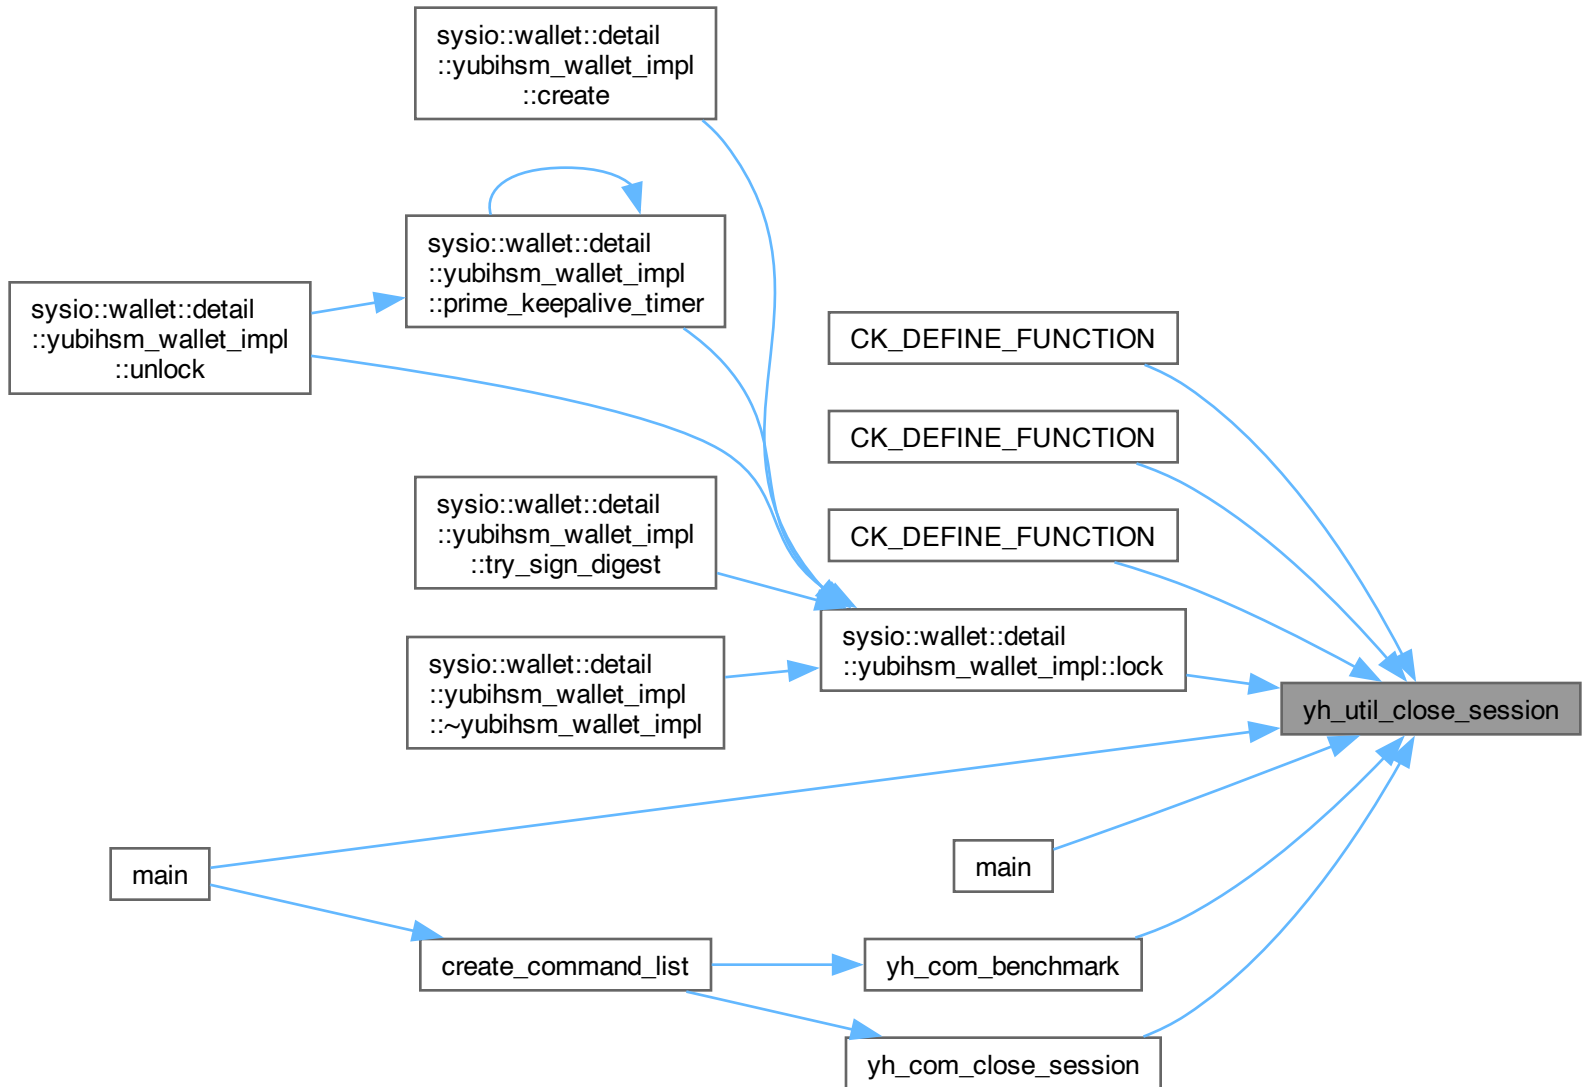 sysio::wallet::detail
::yubihsm_wallet_impl
::create
sysio::wallet::detail
::yubihsm_wallet_impl
::prime_keepalive_timer
sysio::wallet::detail
::yubihsm_wallet_impl
::unlock
CK_DEFINE_FUNCTION
CK_DEFINE_FUNCTION
sysio::wallet::detail
::yubihsm_wallet_impl
::try_sign_digest
CK_DEFINE_FUNCTION
sysio::wallet::detail
::yubihsm_wallet_impl::lock
sysio::wallet::detail
::yubihsm_wallet_impl
::~yubihsm_wallet_impl
yh_util_close_session
main
main
create_command_list
yh_com_benchmark
yh_com_close_session